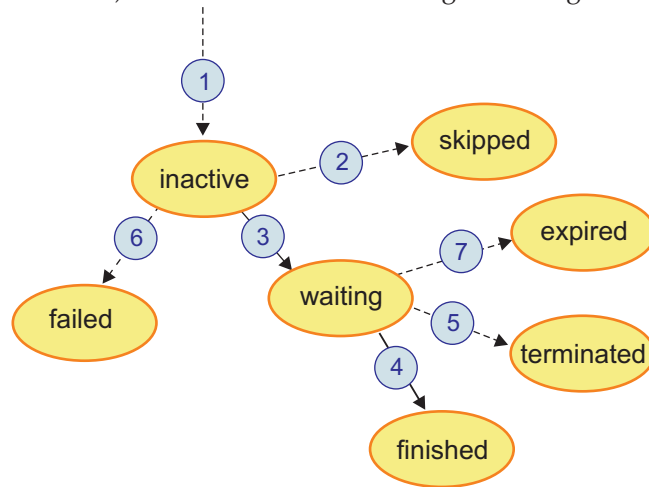 1
skipped
2
inactive
6
3
7
expired
waiting
failed
5
terminated
4
finished